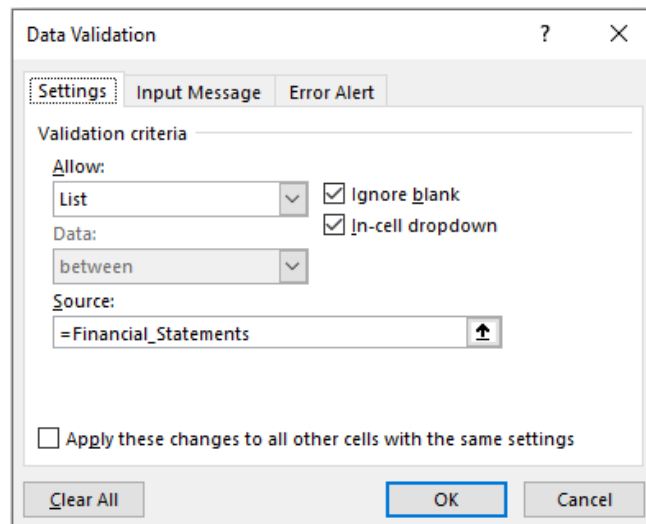 Data Validation ?
Settings Input Message Error Alert
Validation criteria
Allow:
List
Ignore blank
Data:
In-cell dropdown
between
Source:
=Financial_Statements
Apply these changes to all other cells with the same settings
Clear All OK Cancel